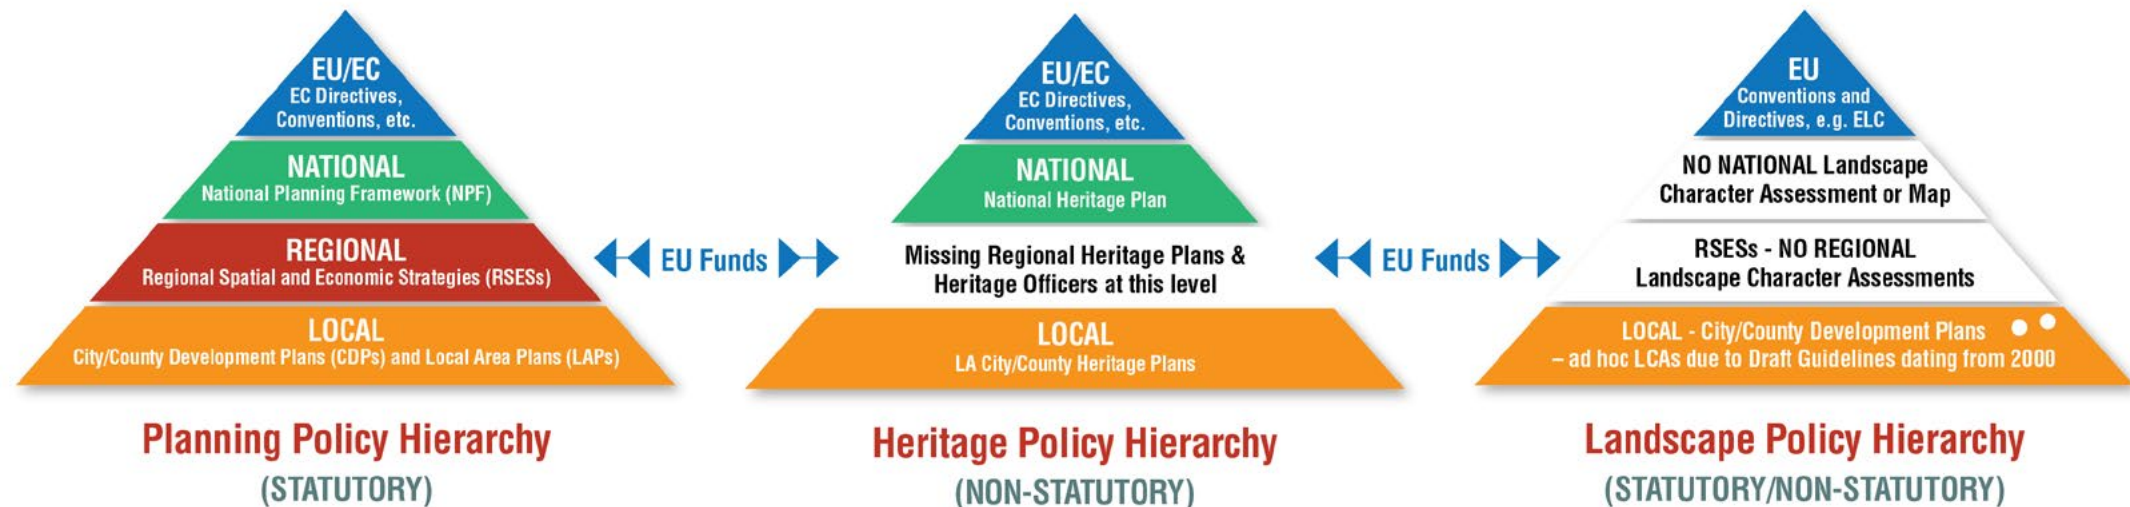 EU/EC
EC Directives,
Conventions, etc.
NATIONAL
National Planning Framework (NPF)
REGIONAL
Regional Spatial and Economic Strategies (RSESs)
LOCAL
City/County Development Plans (CDPs) and Local Area Plans (LAPs)
Planning Policy Hierarchy
(STATUTORY)
EU Funds
EU/EC
EC Directives,
Conventions, etc.
NATIONAL
National Heritage Plan
Missing Regional Heritage Plans &
Heritage Officers at this level
LOCAL
LA City/County Heritage Plans
Heritage Policy Hierarchy
(NON-STATUTORY)
EU Funds
EU
Conventions and
Directives, e.g. ELC
NO NATIONAL Landscape
Character Assessment or Map
RSESs - NO REGIONAL
Landscape Character Assessments
LOCAL - City/County Development Plans
– ad hoc LCAs due to Draft Guidelines dating from 2000
Landscape Policy Hierarchy
(STATUTORY/NON-STATUTORY)